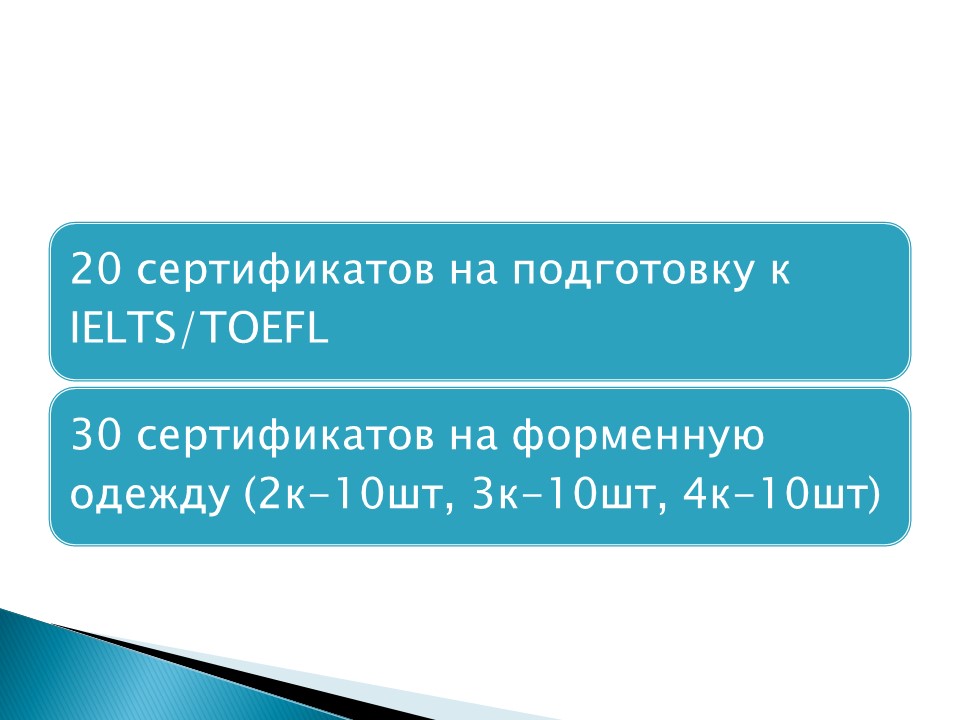 20 сертификатов на подготовку к
IELTS/TOEFL
30 сертификатов на форменную
одежду (2к-10шт, 3к-10шт, 4к-10шт)